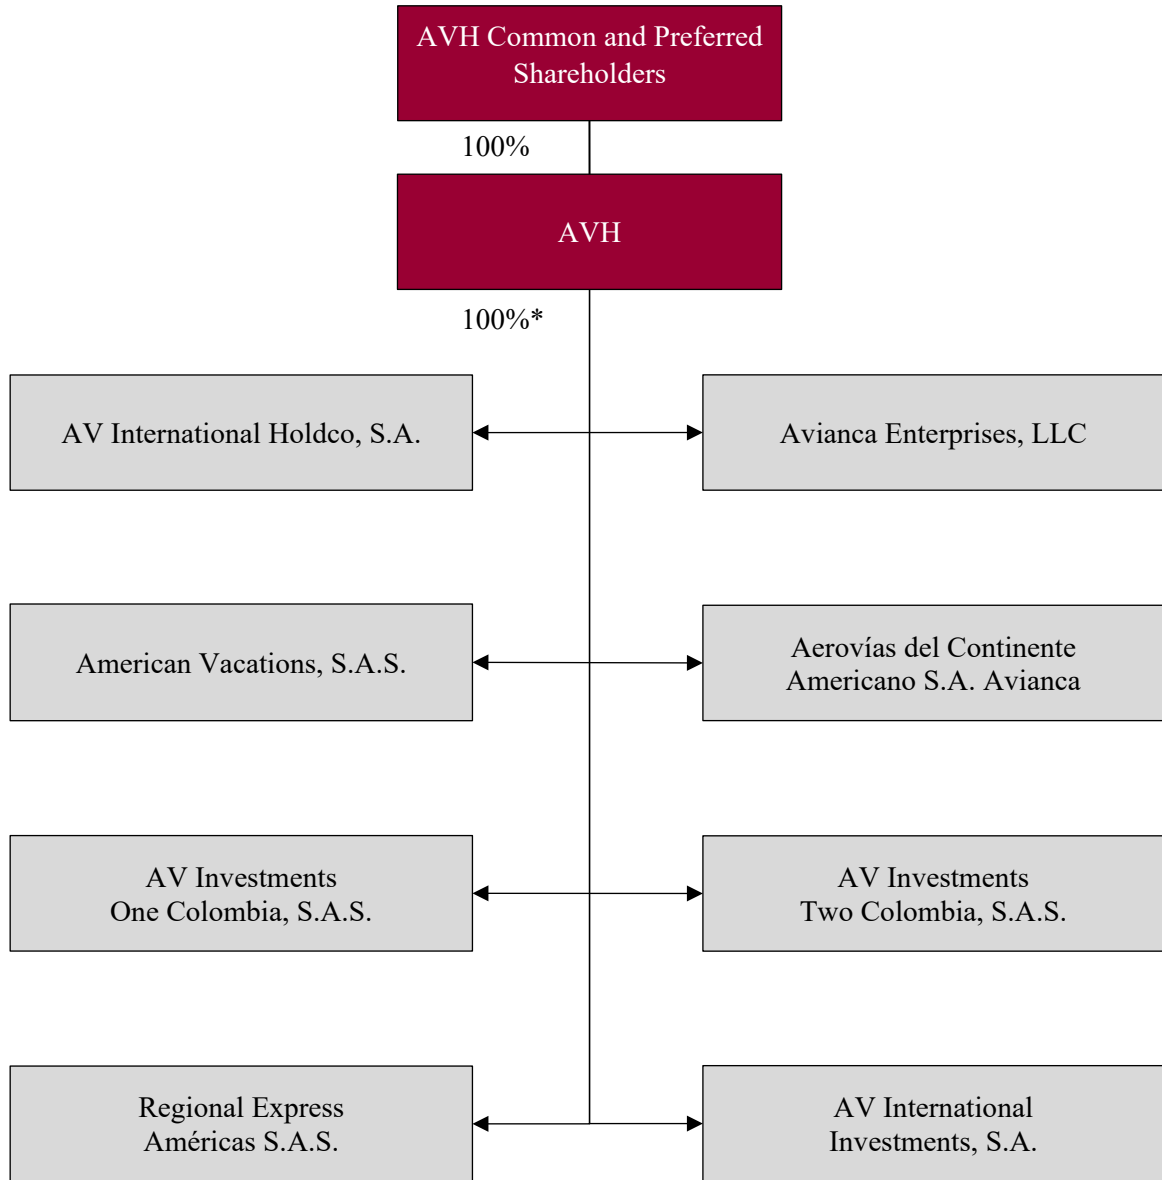 AVH Common and Preferred
Shareholders
100%
AVH
100%*
AV International Holdco, S.A.
Avianca Enterprises, LLC
American Vacations, S.A.S.
Aerovías del Continente
Americano S.A. Avianca
AV Investments
One Colombia, S.A.S.
AV Investments
Two Colombia, S.A.S.
Regional Express
Américas S.A.S.
AV International
Investments, S.A.